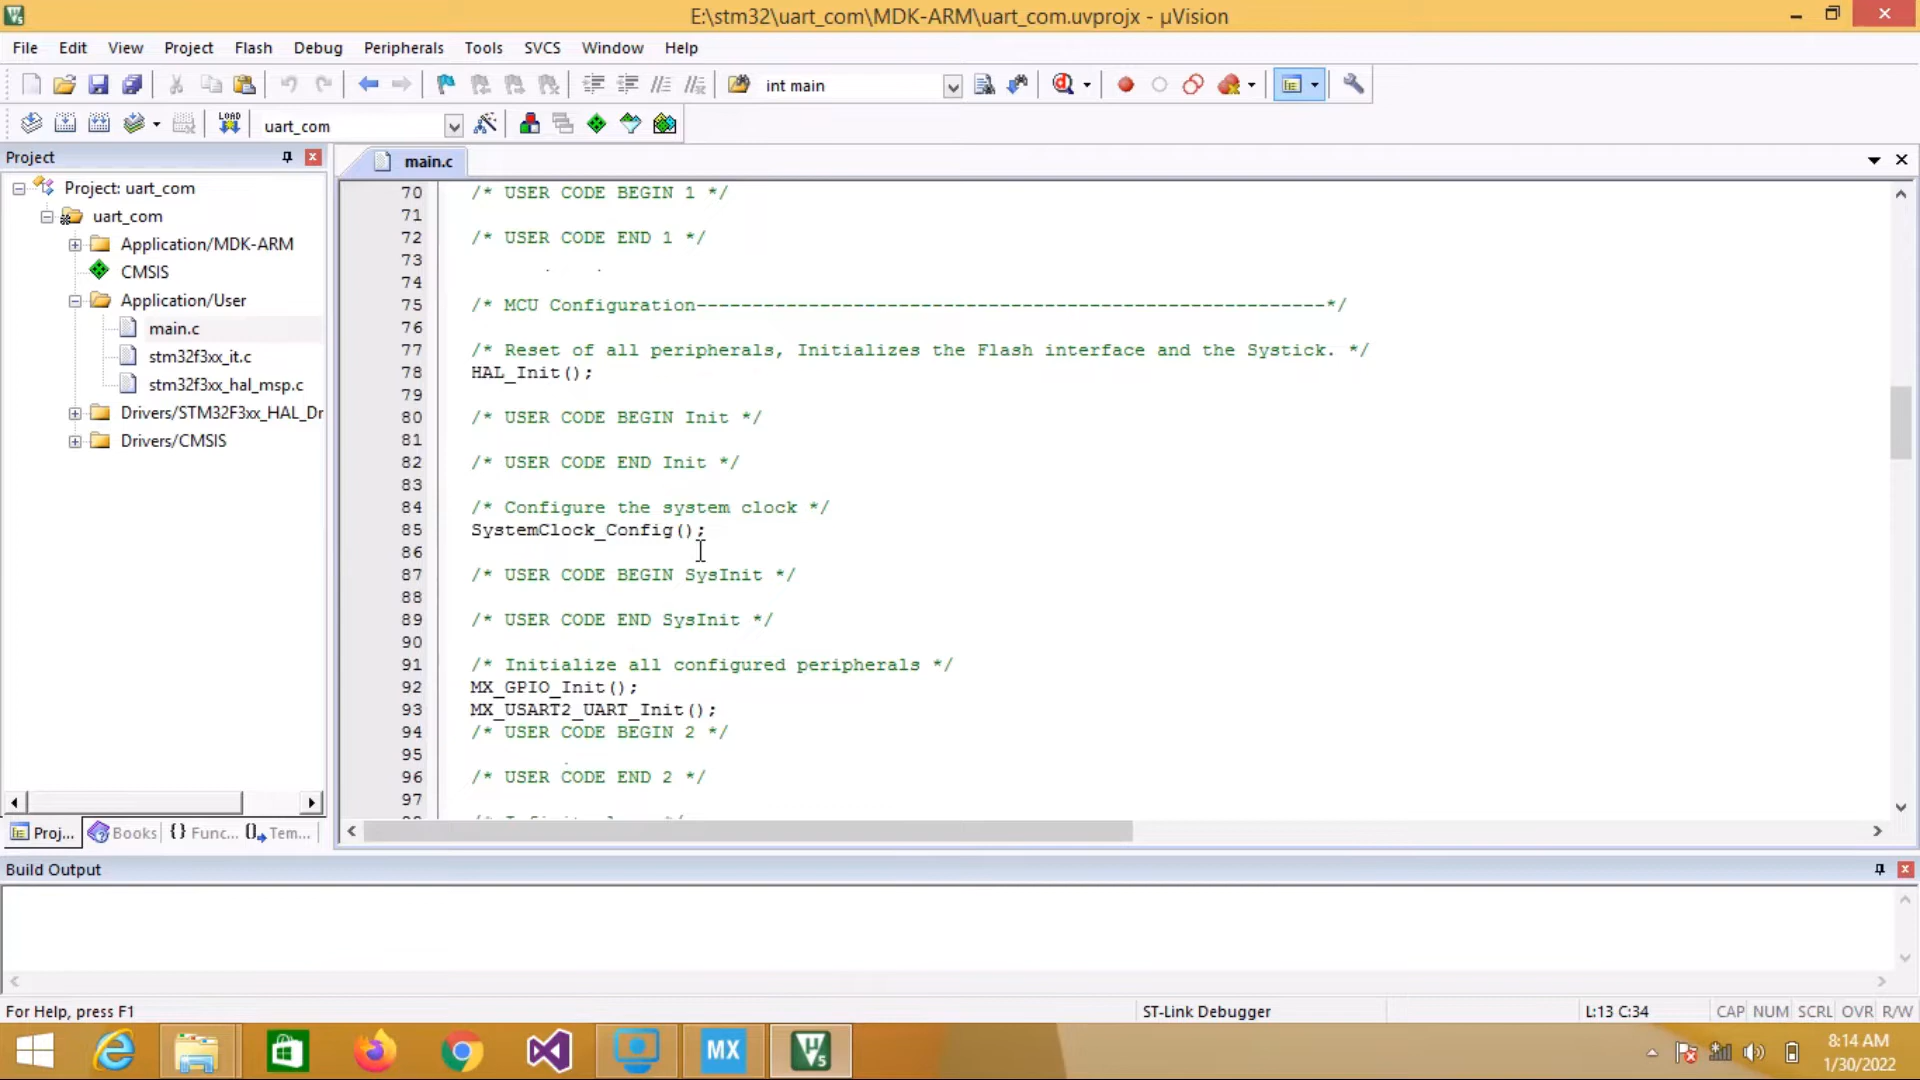 E:\stm32\uart_com\MDK-ARM\uart_com.uvprojx - µVision
File Edit View Project Flash Debug Peripherals Tools SVCS Window Help
int main
LOAD uart_com
Project
Project: uart_com
uart_com
Application/MDK-ARM
CMSIS
Application/User
main.c
stm32f3xx_it.c
stm32f3xx_hal_msp.c
Drivers/STM32F3xx_HAL_Dr
Drivers/CMSIS
Proj... Books {} Func... Tem...
main.c
70 /* USER CODE BEGIN 1 */
71
72 /* USER CODE END 1 */
73
74
75 /* MCU Configuration--------------------------------------------------------*/
76
77 /* Reset of all peripherals, Initializes the Flash interface and the Systick. */
78 HAL_Init();
79
80 /* USER CODE BEGIN Init */
81
82 /* USER CODE END Init */
83
84 /* Configure the system clock */
85 SystemClock_Config();
86
87 /* USER CODE BEGIN SysInit */
88
89 /* USER CODE END SysInit */
90
91 /* Initialize all configured peripherals */
92 MX_GPIO_Init();
93 MX_USART2_UART_Init();
94 /* USER CODE BEGIN 2 */
95
96 /* USER CODE END 2 */
97
Build Output
For Help, press F1 ST-Link Debugger L:13 C:34 CAP NUM SCRL OVR R/W
MX
8:14 AM
1/30/2022